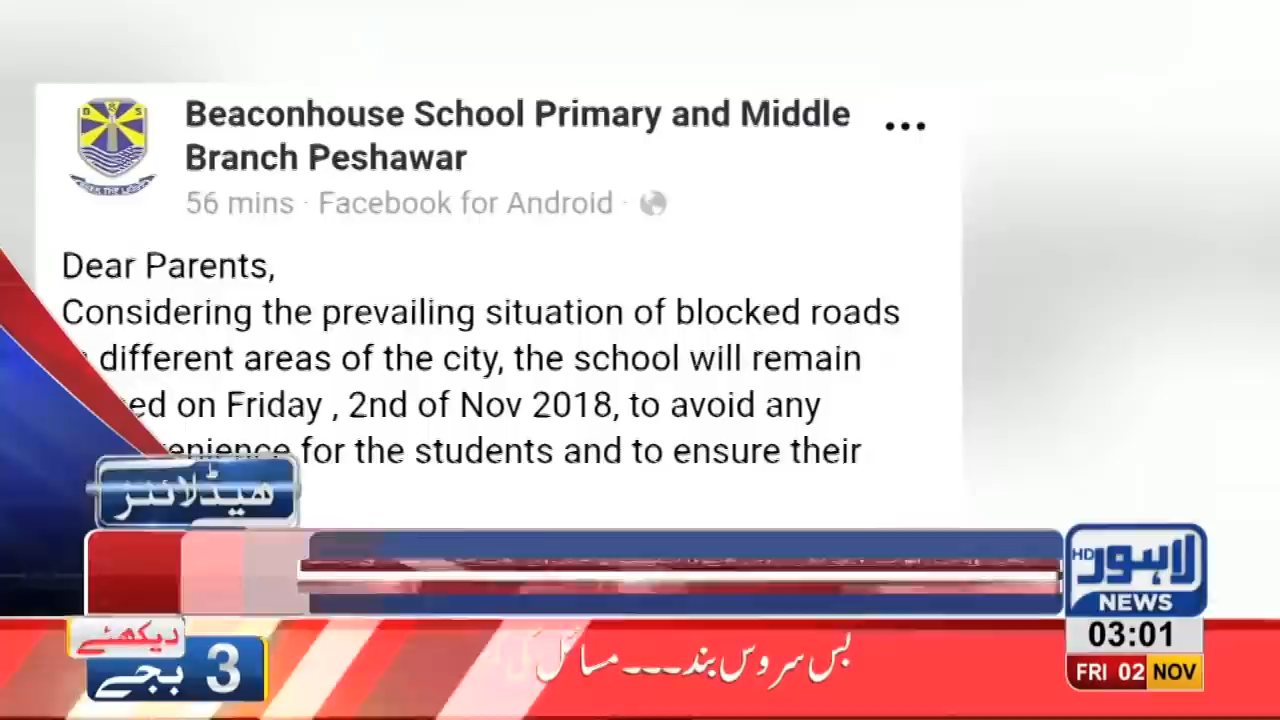 Beaconhouse School Primary and Middle
Branch Peshawar
56 mins · Facebook for Android ·
Dear Parents,
Considering the prevailing situation of blocked roads
different areas of the city, the school will remain
on Friday , 2nd of Nov 2018, to avoid any
for the students and to ensure their
ہیڈلائنز
HD لاہور
NEWS
03:01
FRI 02 NOV
دیکھئے
3 بجے
بس سروس بند۔۔۔مسائل